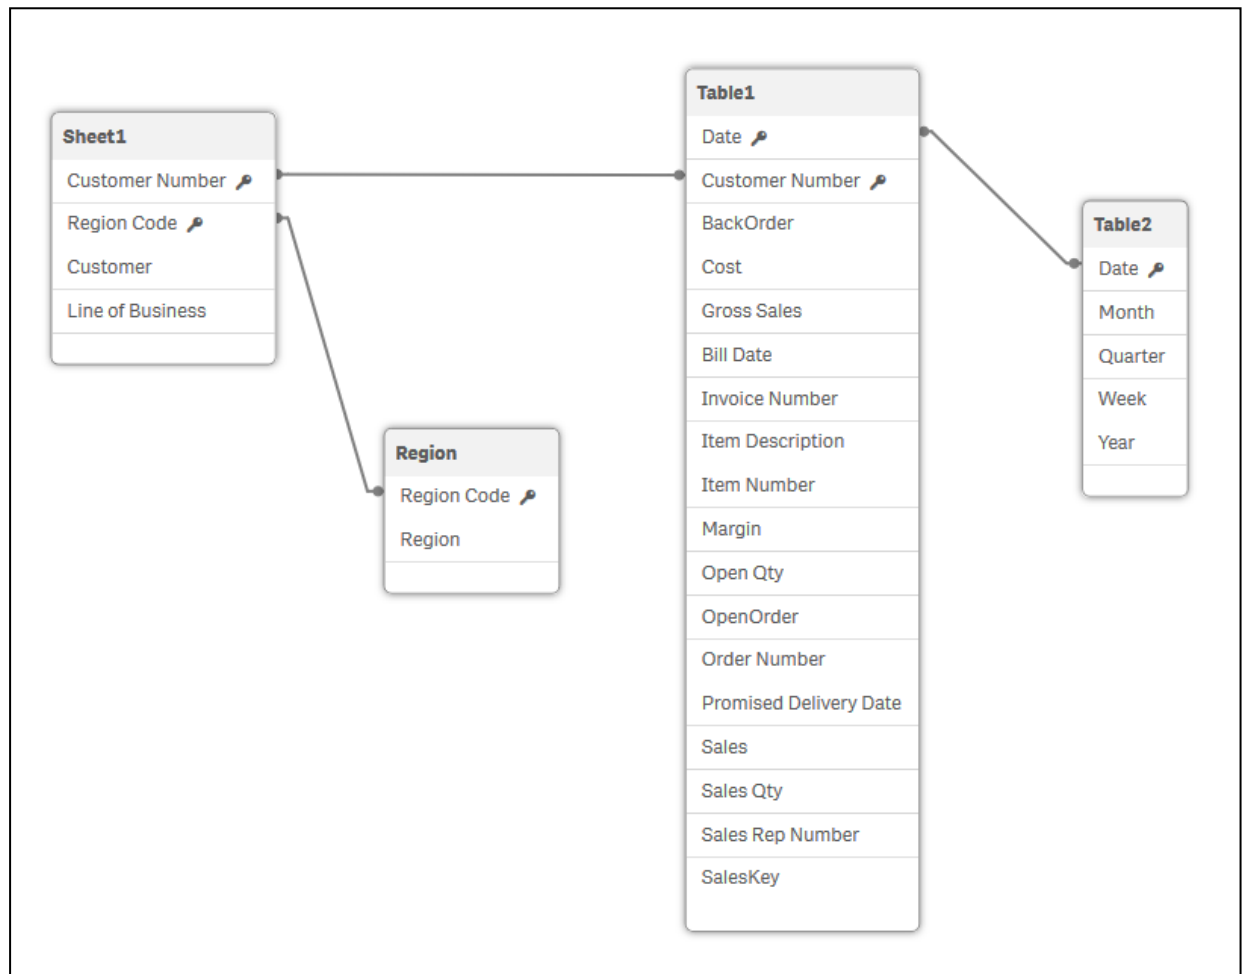 Sheet1
Customer Number
Region Code
Customer
Line of Business
Region
Region Code
Region
Table1
Date
Customer Number
BackOrder
Cost
Gross Sales
Bill Date
Invoice Number
Item Description
Item Number
Margin
Open Qty
OpenOrder
Order Number
Promised Delivery Date
Sales
Sales Qty
Sales Rep Number
SalesKey
Table2
Date
Month
Quarter
Week
Year